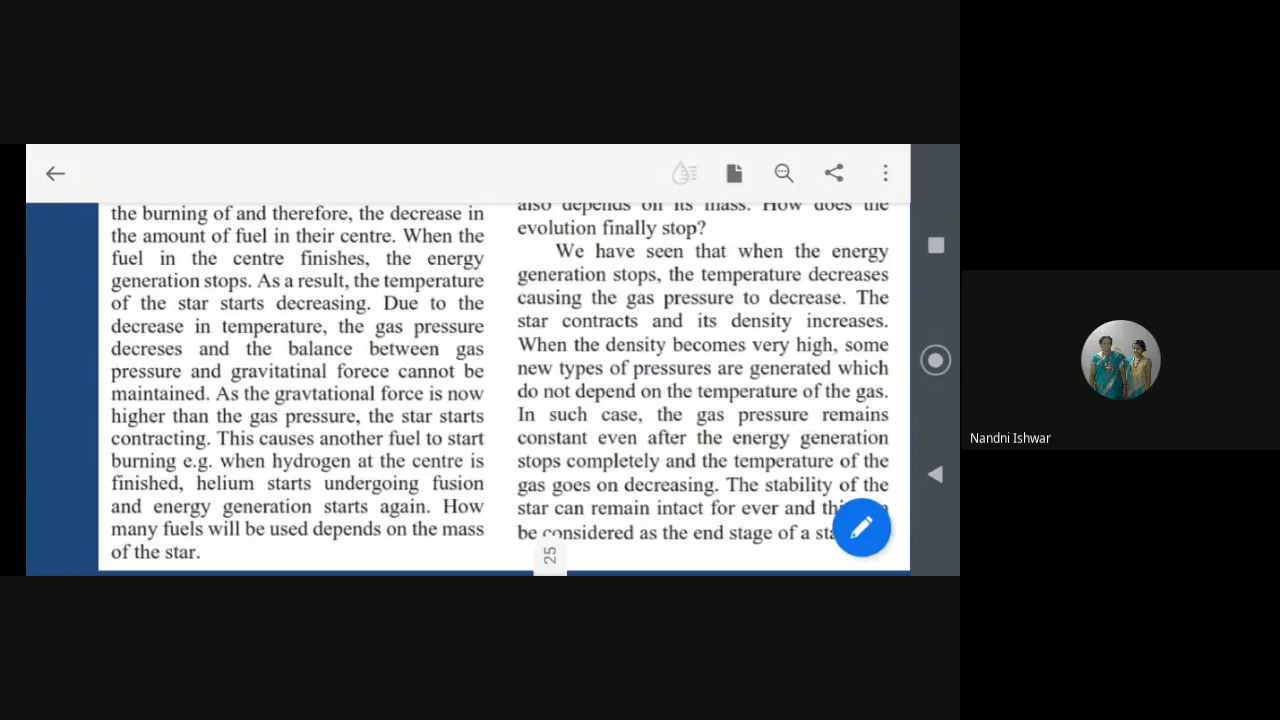 the burning of and therefore, the decrease in
the amount of fuel in their centre. When the
fuel in the centre finishes, the energy
generation stops. As a result, the temperature
of the star starts decreasing. Due to the
decrease in temperature, the gas pressure
decreses and the balance between gas
pressure and gravitatinal forece cannot be
maintained. As the gravtational force is now
higher than the gas pressure, the star starts
contracting. This causes another fuel to start
burning e.g. when hydrogen at the centre is
finished, helium starts undergoing fusion
and energy generation starts again. How
many fuels will be used depends on the mass
of the star.
also depends on its mass. How does the
evolution finally stop?
We have seen that when the energy
generation stops, the temperature decreases
causing the gas pressure to decrease. The
star contracts and its density increases.
When the density becomes very high, some
new types of pressures are generated which
do not depend on the temperature of the gas.
In such case, the gas pressure remains
constant even after the energy generation
stops completely and the temperature of the
gas goes on decreasing. The stability of the
star can remain intact for ever and
be considered as the end stage of a
25
Nandni Ishwar